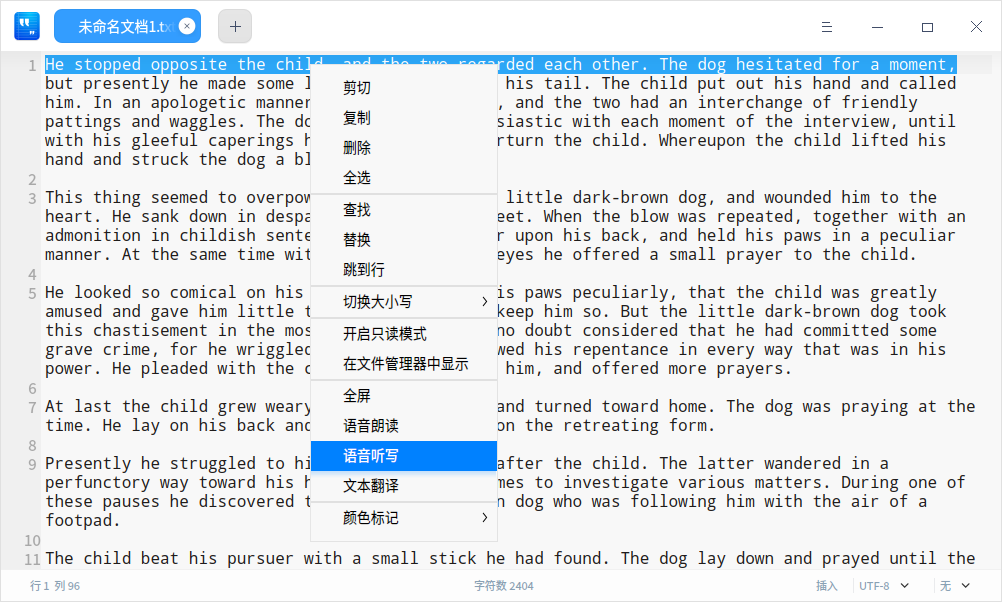 未命名文档1.txt
1 He stopped opposite the child, and the two regarded each other. The dog hesitated for a moment,
but presently he made some l his tail. The child put out his hand and called
him. In an apologetic manner , and the two had an interchange of friendly
pattings and waggles. The do siastic with each moment of the interview, until
with his gleeful caperings h rturn the child. Whereupon the child lifted his
hand and struck the dog a bl
2
3 This thing seemed to overpow little dark-brown dog, and wounded him to the
heart. He sank down in despa eet. When the blow was repeated, together with an
admonition in childish sente r upon his back, and held his paws in a peculiar
manner. At the same time wit eyes he offered a small prayer to the child.
4
5 He looked so comical on his is paws peculiarly, that the child was greatly
amused and gave him little t keep him so. But the little dark-brown dog took
this chastisement in the mos no doubt considered that he had committed some
grave crime, for he wriggled wed his repentance in every way that was in his
power. He pleaded with the c him, and offered more prayers.
6
7 At last the child grew weary and turned toward home. The dog was praying at the
time. He lay on his back and on the retreating form.
8
9 Presently he struggled to hi after the child. The latter wandered in a
perfunctory way toward his h mes to investigate various matters. During one of
these pauses he discovered t n dog who was following him with the air of a
footpad.
10
11 The child beat his pursuer with a small stick he had found. The dog lay down and prayed until the
剪切
复制
删除
全选
查找
替换
跳到行
切换大小写
开启只读模式
在文件管理器中显示
全屏
语音朗读
语音听写
文本翻译
颜色标记
行 1 列 96 字符数 2404 插入 UTF-8 无